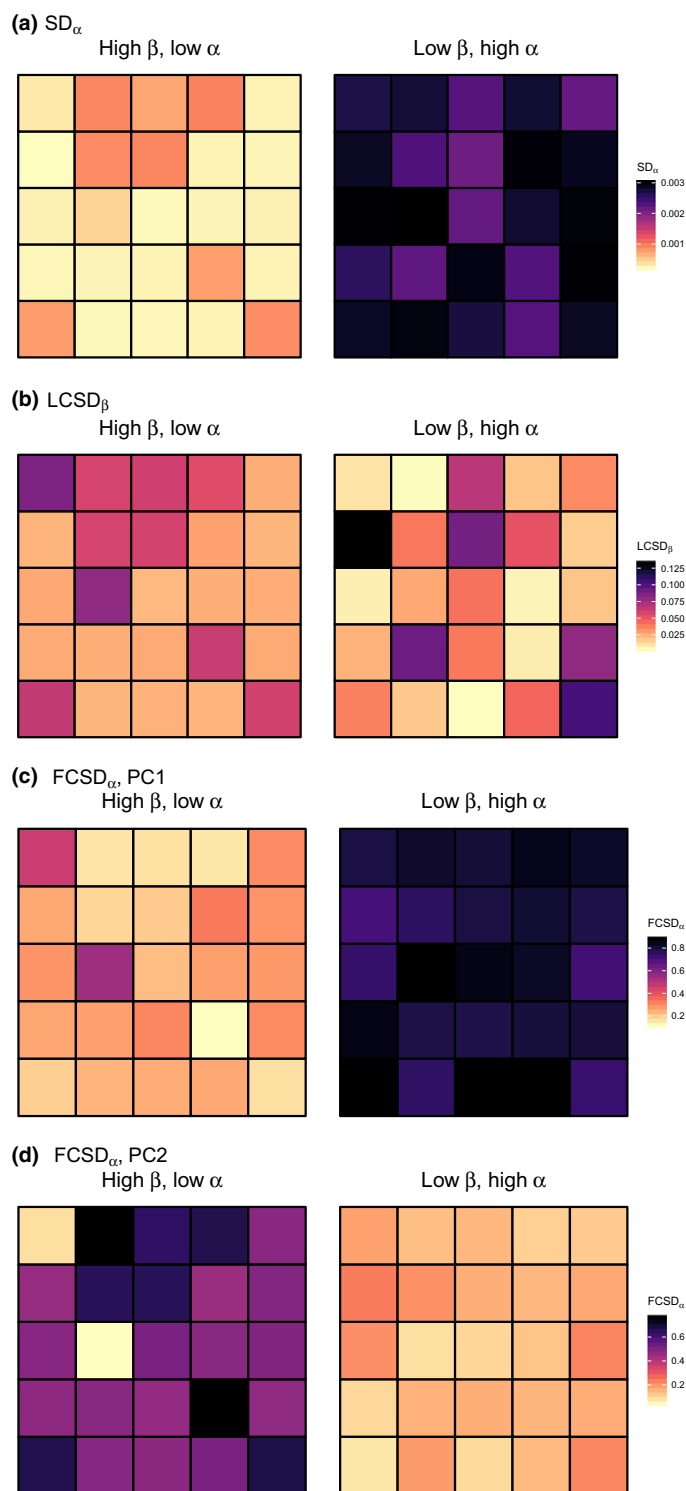 (a) SDα
High β, low α
Low β, high α
SDα
0.003
0.002
0.001
(b) LCSDβ
High β, low α
Low β, high α
LCSDβ
0.125
0.100
0.075
0.050
0.025
(c) FCSDα, PC1
High β, low α
Low β, high α
FCSDα
0.8
0.6
0.4
0.2
(d) FCSDα, PC2
High β, low α
Low β, high α
FCSDα
0.6
0.4
0.2